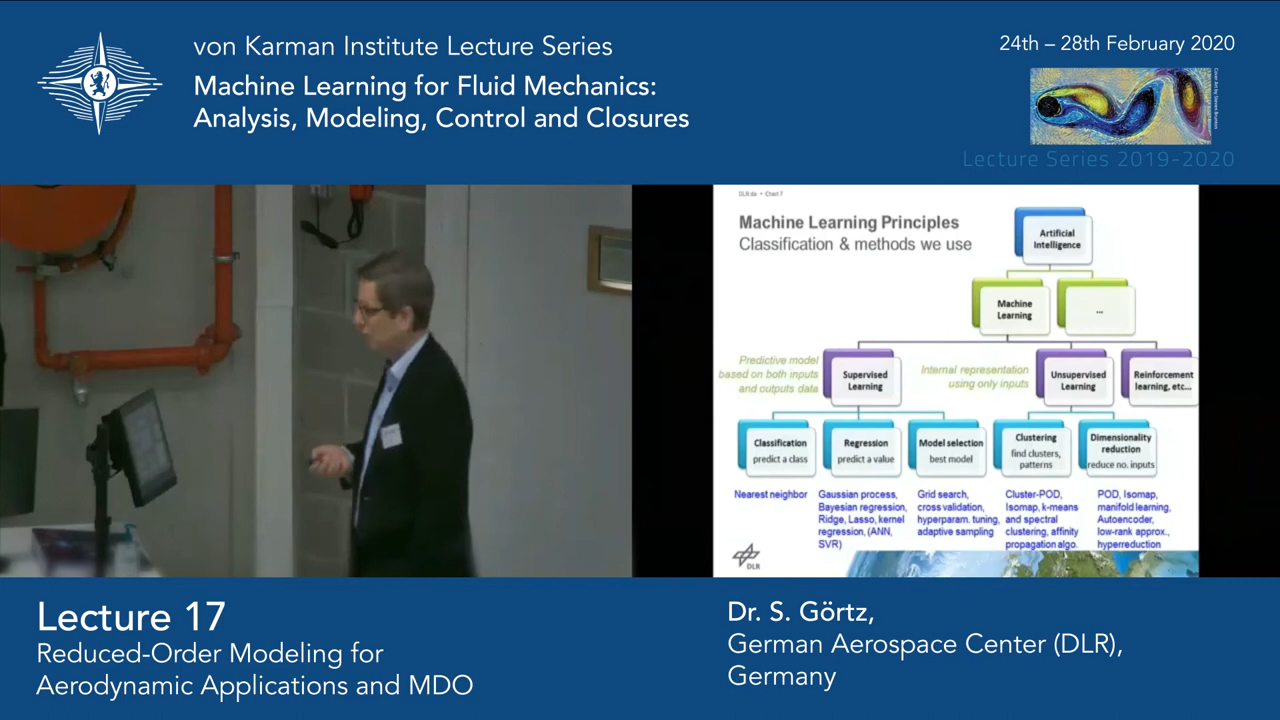 von Karman Institute Lecture Series
Machine Learning for Fluid Mechanics:
Analysis, Modeling, Control and Closures
24th – 28th February 2020
Lecture Series 2019-2020
Machine Learning Principles
Classification & methods we use
Artificial
Intelligence
Machine
Learning
...
Predictive model
based on both inputs
and outputs data
Supervised
Learning
Internal representation
using only inputs
Unsupervised
Learning
Reinforcement
learning, etc...
Classification
predict a class
Regression
predict a value
Model selection
best model
Clustering
find clusters,
patterns
Dimensionality
reduction
reduce no. inputs
Nearest neighbor
Gaussian process,
Bayesian regression,
Ridge, Lasso, kernel
regression, (ANN,
SVR)
Grid search,
cross validation,
hyperparam. tuning,
adaptive sampling
Cluster-POD,
Isomap, k-means
and spectral
clustering, affinity
propagation algo.
POD, Isomap,
manifold learning,
Autoencoder,
low-rank approx.,
hyperreduction
DLR
Lecture 17
Reduced-Order Modeling for
Aerodynamic Applications and MDO
Dr. S. Görtz,
German Aerospace Center (DLR),
Germany